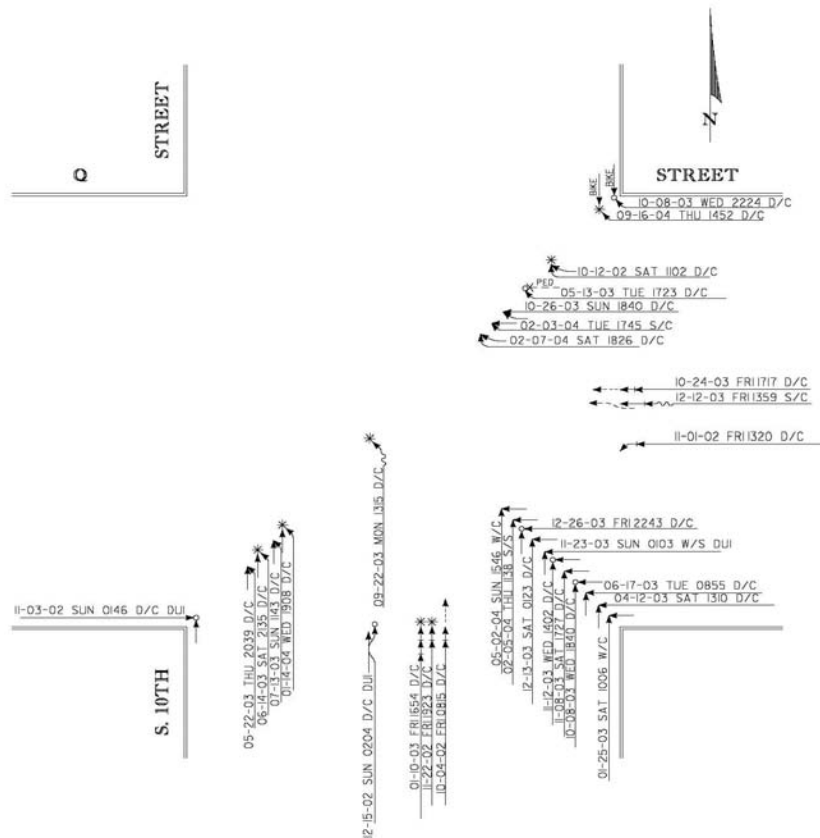 STREET
Q
N
STREET
BIKE
BIKE
10-08-03 WED 2224 D/C
09-16-04 THU 1452 D/C
10-12-02 SAT 1102 D/C
PED
05-13-03 TUE 1723 D/C
10-26-03 SUN 1840 D/C
02-03-04 TUE 1745 S/C
02-07-04 SAT 1826 D/C
10-24-03 FRI 1717 D/C
12-12-03 FRI 1359 S/C
11-01-02 FRI 1320 D/C
09-22-03 MON 1315 D/C
12-26-03 FRI 2243 D/C
11-23-03 SUN 0103 W/S DUI
06-17-03 TUE 0855 D/C
04-12-03 SAT 1310 D/C
11-03-02 SUN 0146 D/C DUI
S. 10TH
05-22-03 THU 2039 D/C
06-14-03 SAT 2135 D/C
07-13-03 SUN 1143 D/C
01-14-04 WED 1908 D/C
12-15-02 SUN 0204 D/C DUI
01-10-03 FRI 1654 D/C
11-22-02 FRI 1923 D/C
10-04-02 FRI 0815 D/C
05-02-04 SUN 1546 W/C
02-05-04 THU 1138 S/S
12-13-03 SAT 0123 D/C
11-12-03 WED 1402 D/C
11-08-03 SAT 1727 D/C
10-08-03 WED 1840 D/C
01-25-03 SAT 1006 W/C